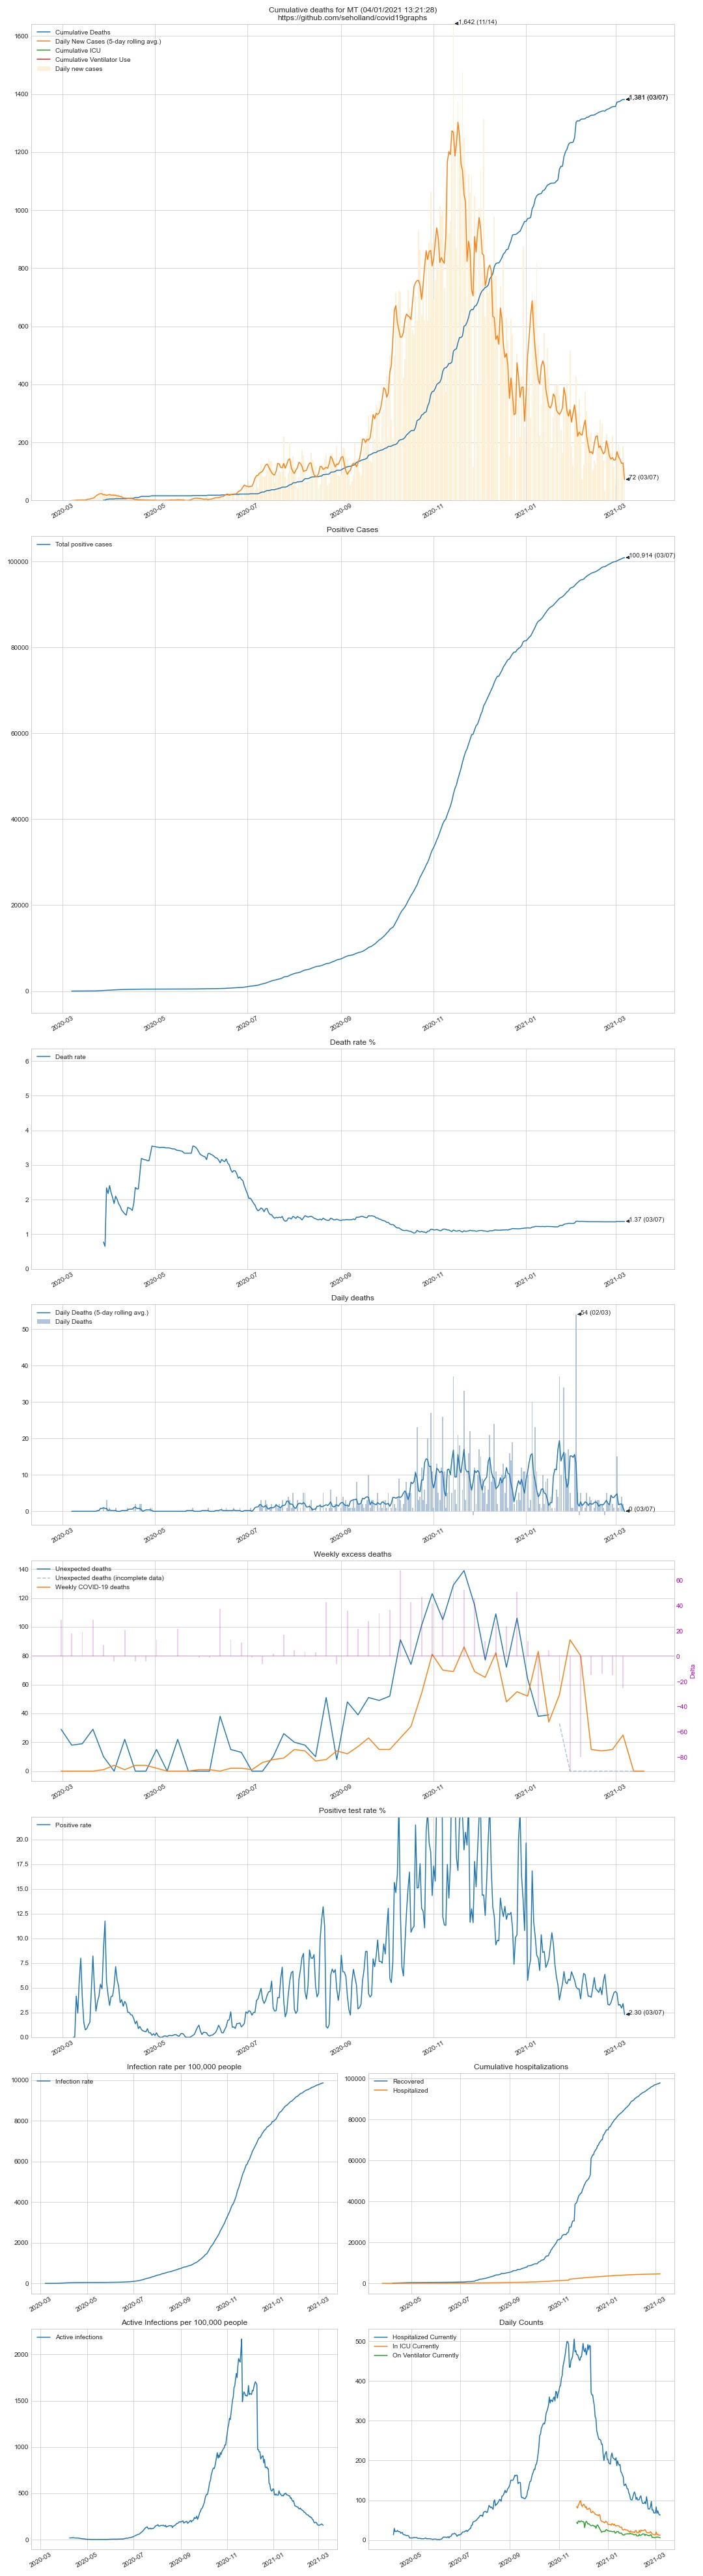 Cumulative deaths for MT (04/01/2021 13:21:28)
https://github.com/seholland/covid19graphs
1,642 (11/14)
Cumulative Deaths
Daily New Cases (5-day rolling avg.)
Cumulative ICU
Cumulative Ventilator Use
Daily new cases
1600
1400
1,381 (03/07)
1200
1000
800
600
400
200
72 (03/07)
0
2020-03 2020-05 2020-07 2020-09 2020-11 2021-01 2021-03
Positive Cases
Total positive cases
100,914 (03/07)
100000
80000
60000
40000
20000
0
2020-03 2020-05 2020-07 2020-09 2020-11 2021-01 2021-03
Death rate %
Death rate
6
5
4
3
2
1.37 (03/07)
1
0
2020-03 2020-05 2020-07 2020-09 2020-11 2021-01 2021-03
Daily deaths
Daily Deaths (5-day rolling avg.)
Daily Deaths
54 (02/03)
50
40
30
20
10
0
0 (03/07)
2020-03 2020-05 2020-07 2020-09 2020-11 2021-01 2021-03
Weekly excess deaths
Unexpected deaths
Unexpected deaths (incomplete data)
Weekly COVID-19 deaths
140
120
100
80
60
40
20
0
60
40
20
0
−20
−40
−60
−80
Delta
2020-03 2020-05 2020-07 2020-09 2020-11 2021-01 2021-03
Positive test rate %
Positive rate
20.0
17.5
15.0
12.5
10.0
7.5
5.0
2.5
2.30 (03/07)
0.0
2020-03 2020-05 2020-07 2020-09 2020-11 2021-01 2021-03
Infection rate per 100,000 people
Infection rate
10000
8000
6000
4000
2000
0
2020-03 2020-05 2020-07 2020-09 2020-11 2021-01 2021-03
Cumulative hospitalizations
Recovered
Hospitalized
100000
80000
60000
40000
20000
0
2020-05 2020-07 2020-09 2020-11 2021-01 2021-03
Active Infections per 100,000 people
Active infections
2000
1500
1000
500
0
2020-03 2020-05 2020-07 2020-09 2020-11 2021-01 2021-03
Daily Counts
Hospitalized Currently
In ICU Currently
On Ventilator Currently
500
400
300
200
100
0
2020-05 2020-07 2020-09 2020-11 2021-01 2021-03